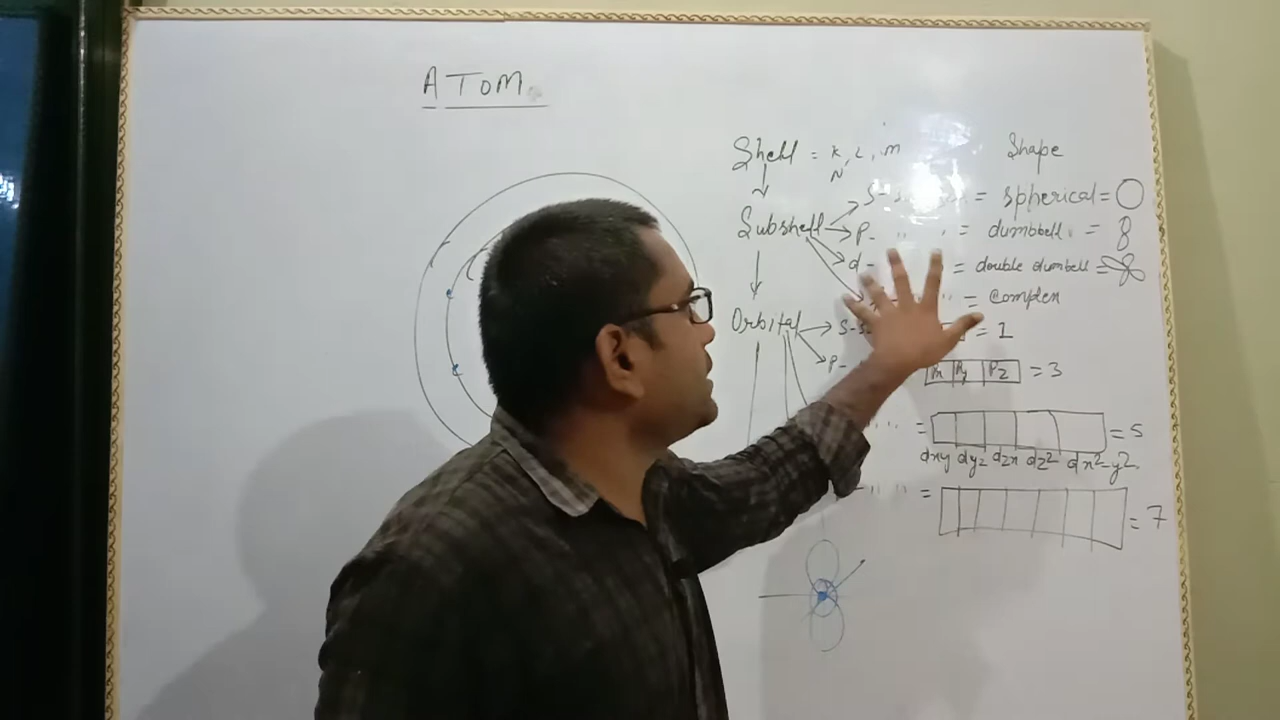 ATOM.
Shell = K, L, M
N
Shape
S- = spherical =
Subshell
P- " " = dumbbell =
d- = double dumbell =
" = Complex
Orbital
S-S = 1
P- Px Py Pz = 3
" " = = 5
dxy dyz dzx dz² dx²-y².
" " " = = 7